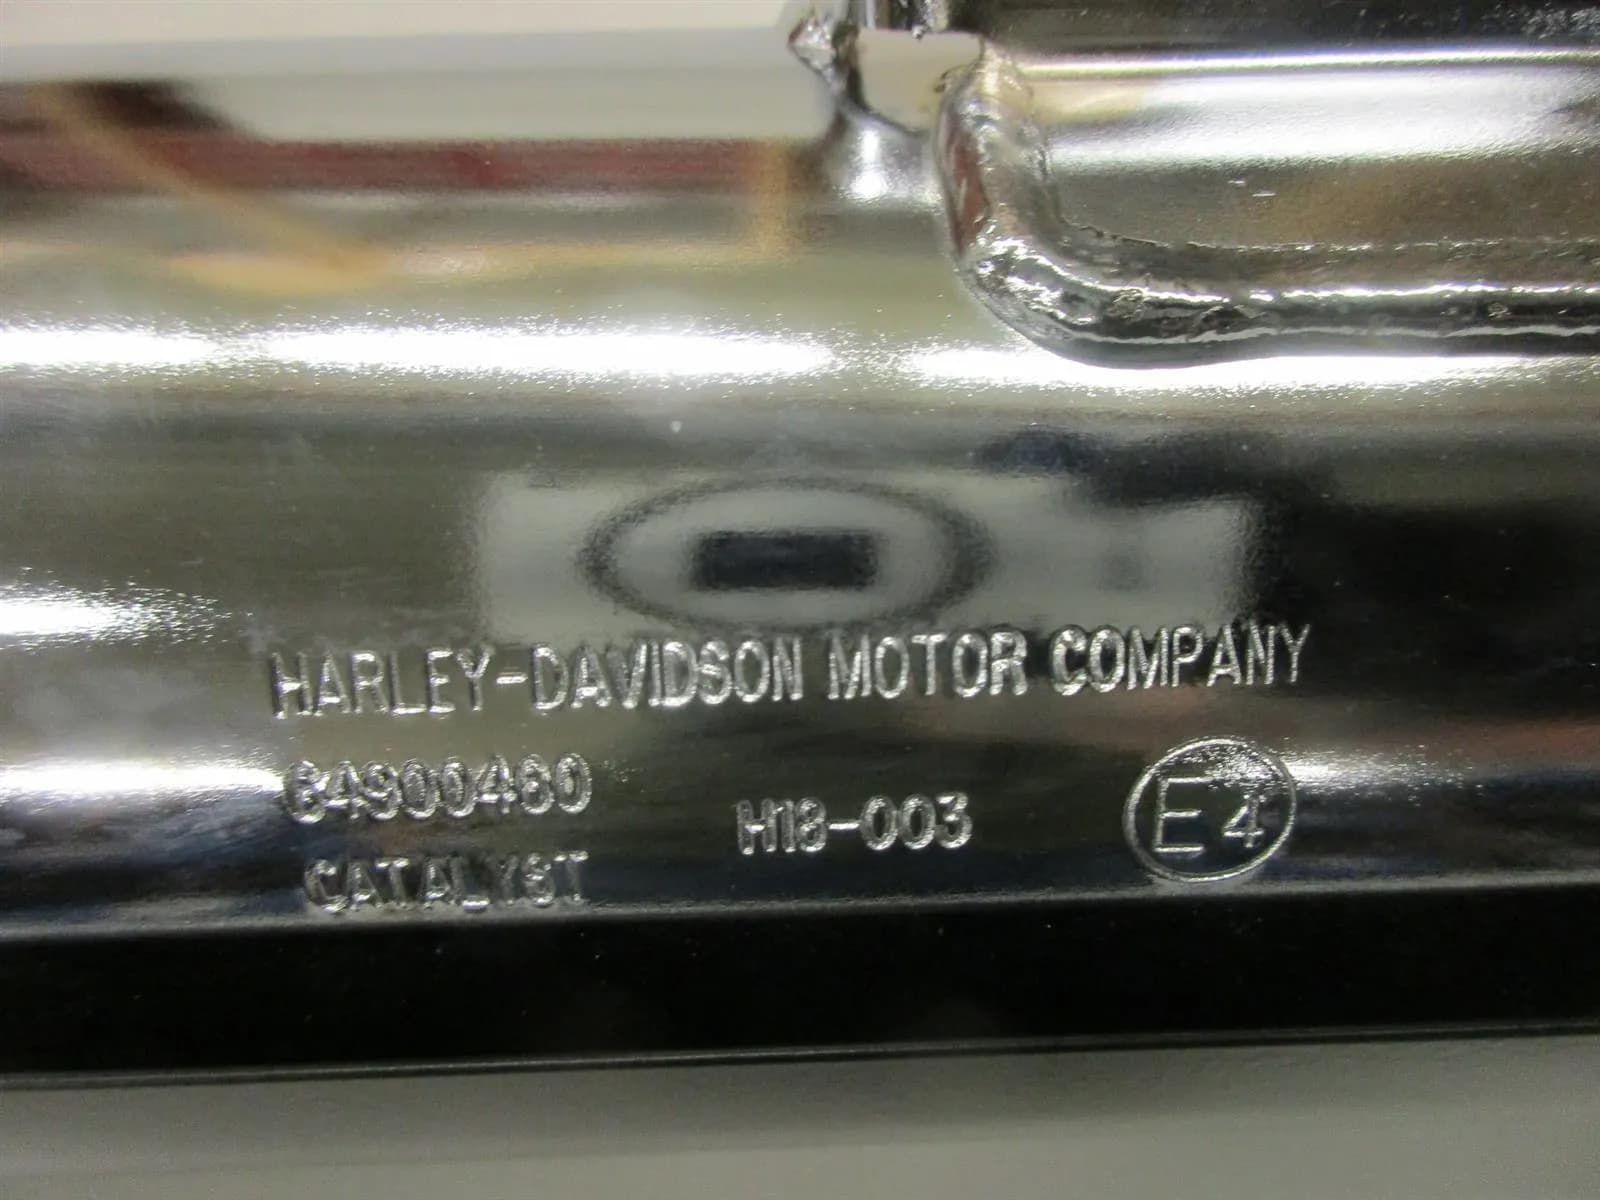 HARLEY-DAVIDSON MOTOR COMPANY
64900460
H18-003
E4
CATALYST